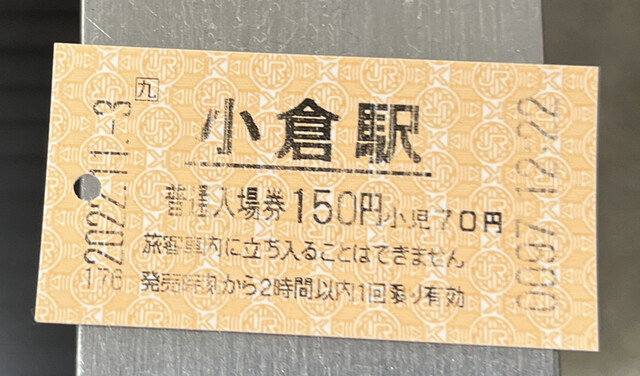 九
小倉駅
普通入場券 150円 小児70円
旅客車内に立ち入ることはできません
発売時刻から2時間以内1回限り有効
2022.11.-3
176
0097 12.22